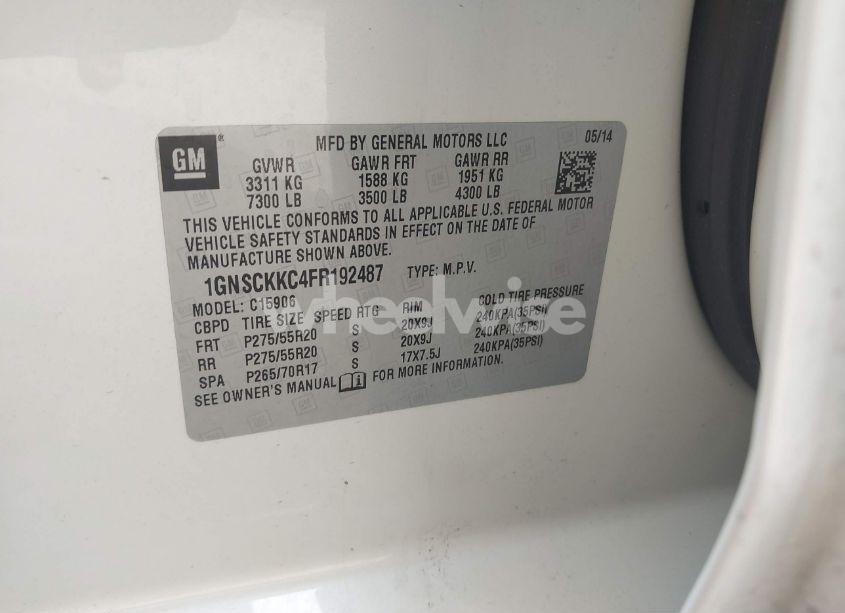 GM
®
MFD BY GENERAL MOTORS LLC 05/14
GVWR GAWR FRT GAWR RR
3311 KG 1588 KG 1951 KG
7300 LB 3500 LB 4300 LB
THIS VEHICLE CONFORMS TO ALL APPLICABLE U.S. FEDERAL MOTOR
VEHICLE SAFETY STANDARDS IN EFFECT ON THE DATE OF
MANUFACTURE SHOWN ABOVE.
1GNSCKKC4FR192487 TYPE: M.P.V.
MODEL: C15906
CBPD TIRE SIZE SPEED RTG RIM COLD TIRE PRESSURE
FRT P275/55R20 S 20X9J 240KPA(35PSI)
RR P275/55R20 S 20X9J 240KPA(35PSI)
SPA P265/70R17 S 17X7.5J 240KPA(35PSI)
SEE OWNER'S MANUAL FOR MORE INFORMATION.
wheelwise